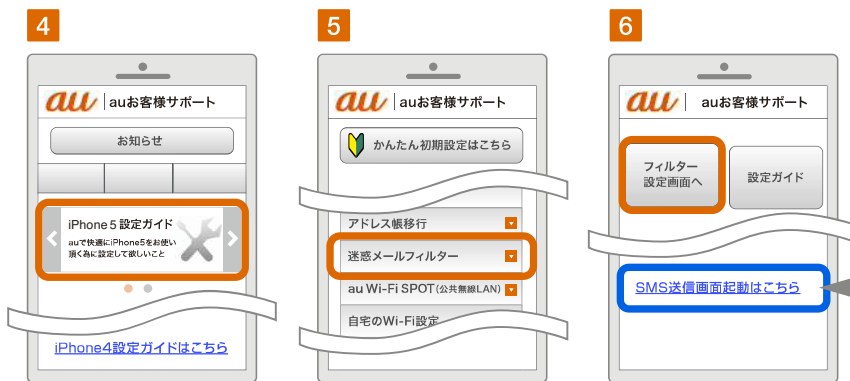 4
au auお客様サポート
お知らせ
iPhone5 設定ガイド
auで快適にiPhone5をお使い
頂く為に設定して欲しいこと
iPhone4設定ガイドはこちら
5
au auお客様サポート
かんたん初期設定はこちら
アドレス帳移行
迷惑メールフィルター
au Wi-Fi SPOT(公共無線LAN)
自宅のWi-Fi設定
6
au auお客様サポート
フィルター
設定画面へ
設定ガイド
SMS送信画面起動はこちら